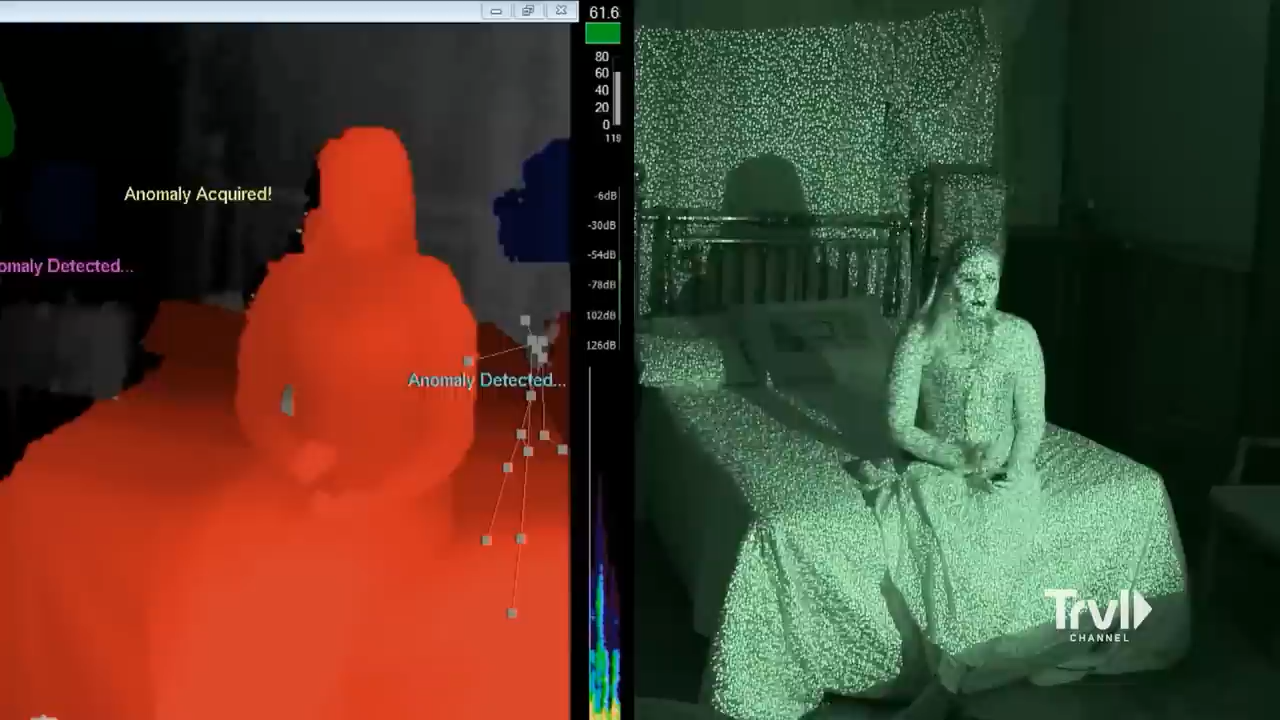 61.6
80
60
40
20
0
119
Anomaly Acquired!
-6dB
-30dB
omaly Detected...
-54dB
-78dB
102dB
126dB
Anomaly Detected...
Trvl
CHANNEL